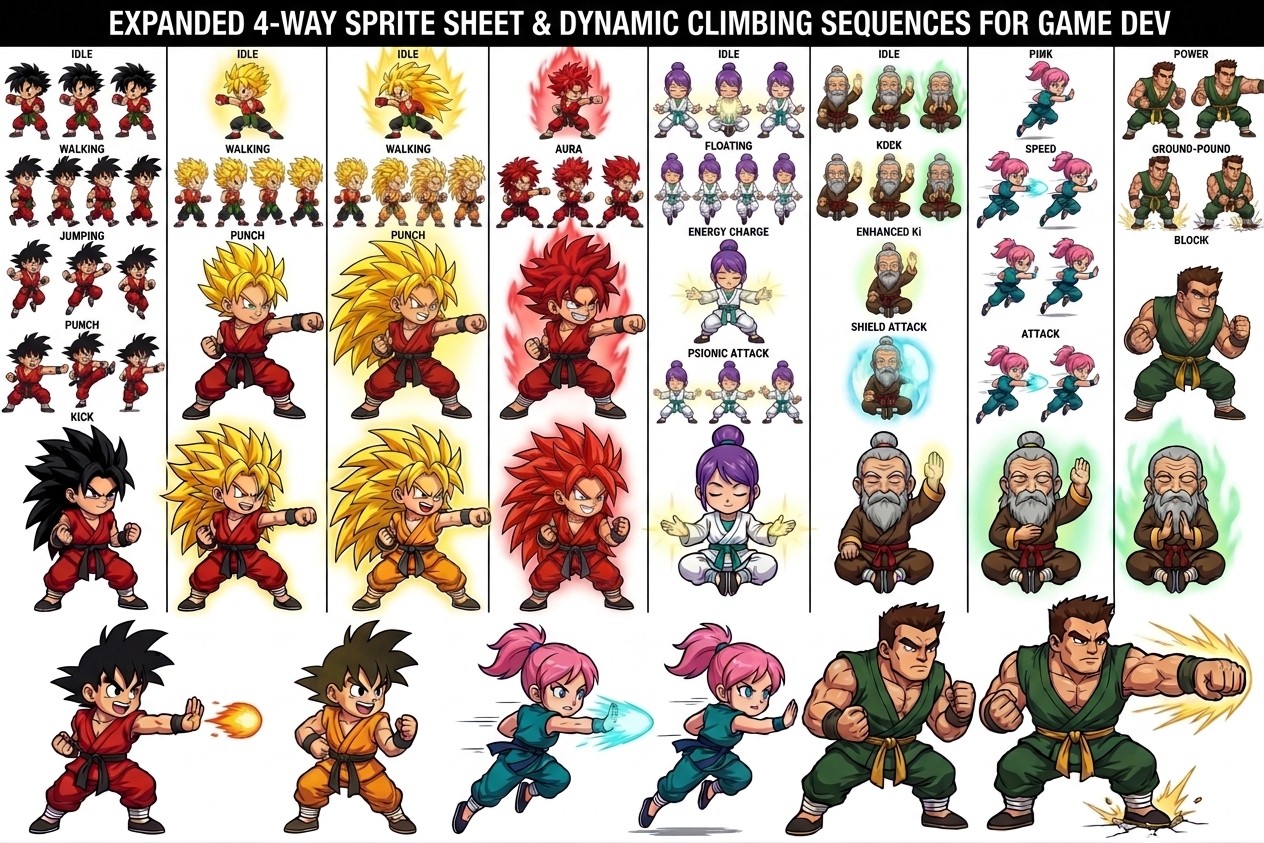 EXPANDED 4-WAY SPRITE SHEET & DYNAMIC CLIMBING SEQUENCES FOR GAME DEV
IDLE
WALKING
JUMPING
PUNCH
KICK
IDLE
WALKING
PUNCH
IDLE
WALKING
PUNCH
AURA
IDLE
FLOATING
ENERGY CHARGE
PSIONIC ATTACK
IDLE
KDEK
ENHANCED Ki
SHIELD ATTACK
PINK
SPEED
ATTACK
POWER
GROUND-POUND
BLOCIK